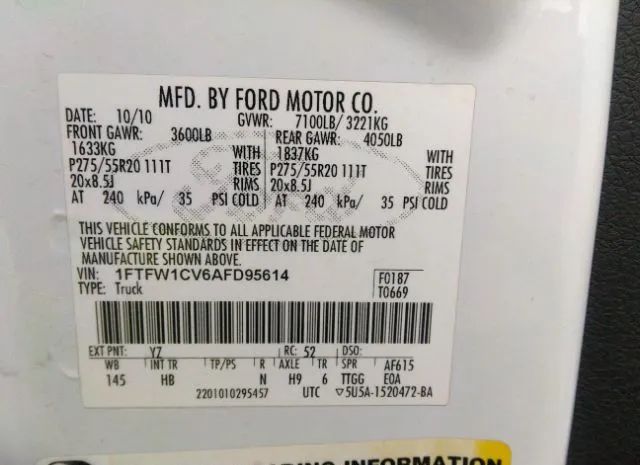 MFD. BY FORD MOTOR CO.
DATE: 10/10 GVWR: 7100LB/ 3221KG
FRONT GAWR: 3600LB REAR GAWR: 4050LB
1633KG WITH 1837KG WITH
P275/55R20 111T TIRES P275/55R20 111T TIRES
20x8.5J RIMS 20x8.5J RIMS
AT 240 kPa/ 35 PSI COLD AT 240 kPa/ 35 PSI COLD
THIS VEHICLE CONFORMS TO ALL APPLICABLE FEDERAL MOTOR
VEHICLE SAFETY STANDARDS IN EFFECT ON THE DATE OF
MANUFACTURE SHOWN ABOVE.
VIN: 1FTFW1CV6AFD95614 F0187
TYPE: Truck T0669
EXT PNT: YZ RC: 52 DSO:
WB INT TR TP/PS R AXLE TR SPR AF615
145 HB N H9 6 TTGG EOA
2201010295457 UTC ▽5U5A-1520472-BA
INFORMATION